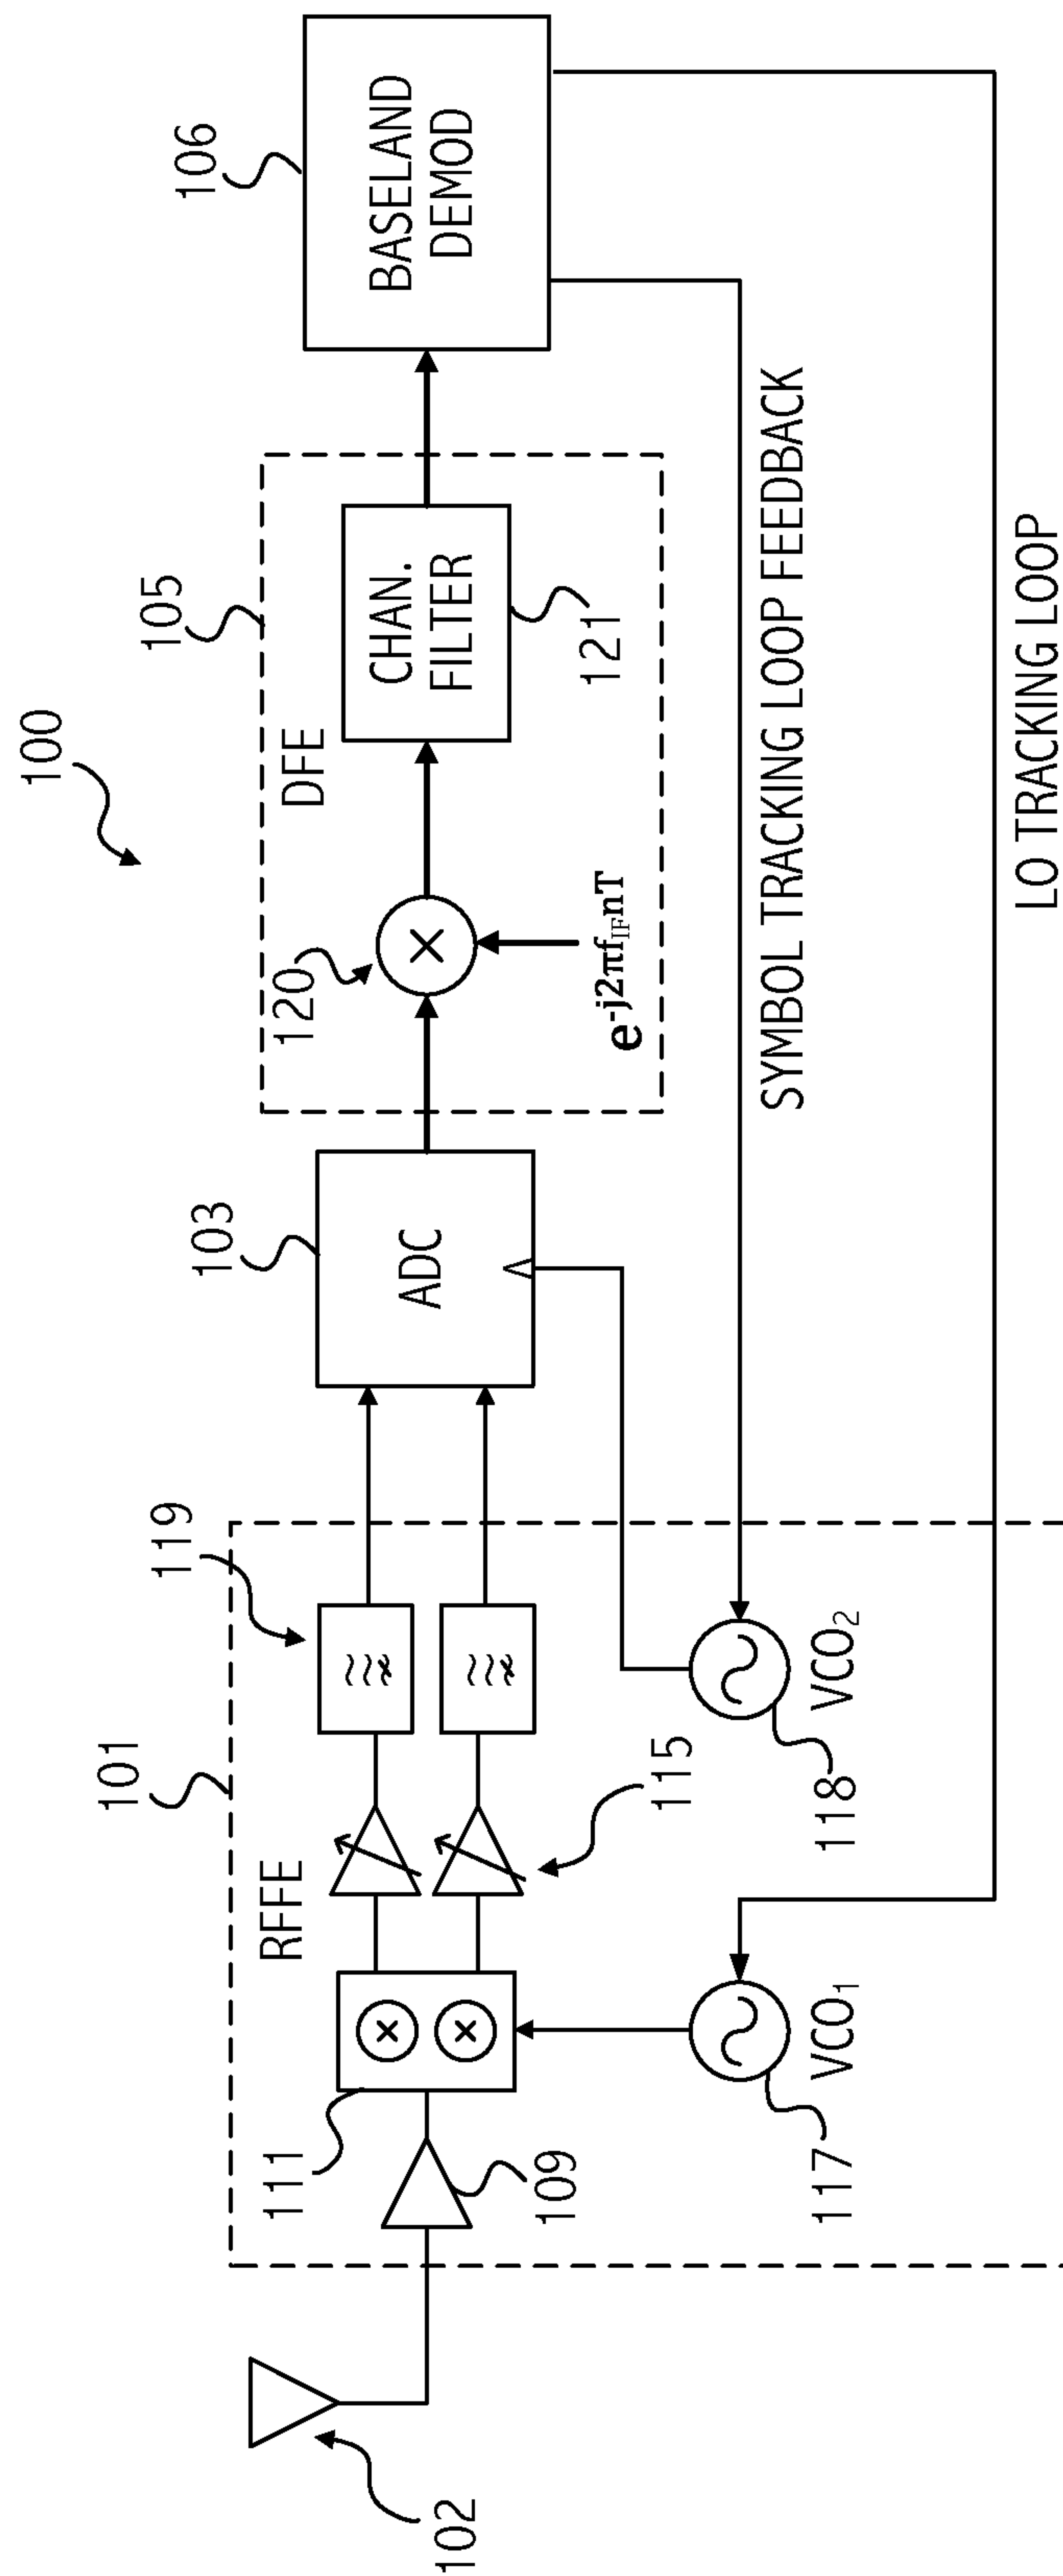 100
101
RFFE
102
109
111
115
119
117
VCO₁
118
VCO₂
103
ADC
105
DFE
120
e^-j2πf_IFnT
CHAN.
FILTER
121
106
BASELAND
DEMOD
SYMBOL TRACKING LOOP FEEDBACK
LO TRACKING LOOP